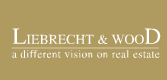 LIEBRECHT & WOOD
a different vision on real estate